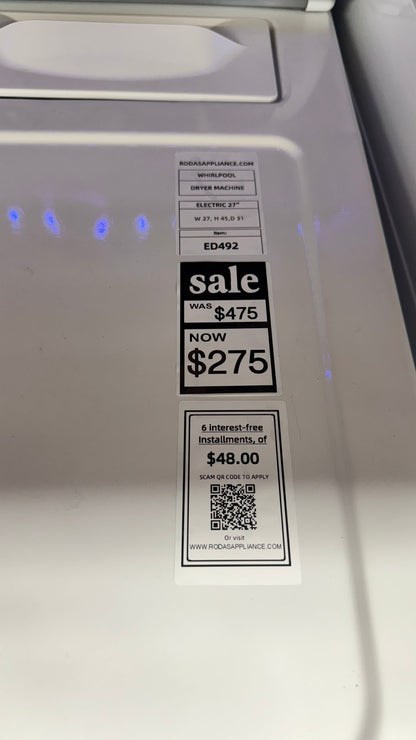 RODASAPPLIANCE.COM
WHIRLPOOL
DRYER MACHINE
ELECTRIC 27"
W 27, H 45,D 31
Item:
ED492
sale
WAS $475
NOW
$275
6 interest-free
Installments, of
$48.00
SCAM QR CODE TO APPLY
Or visit
WWW.RODASAPPLIANCE.COM